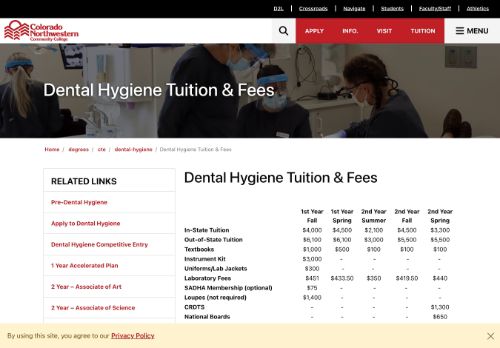 D2L | Crossroads | Navigate | Students | Faculty/Staff | Athletics
Colorado
Northwestern
Community College
APPLY INFO. VISIT TUITION MENU
Dental Hygiene Tuition & Fees
Home / degrees / cte / dental-hygiene / Dental Hygiene Tuition & Fees
RELATED LINKS
Pre-Dental Hygiene
Apply to Dental Hygiene
Dental Hygiene Competitive Entry
1 Year Accelerated Plan
2 Year – Associate of Art
2 Year – Associate of Science
Dental Hygiene Tuition & Fees
1st Year Fall 1st Year Spring 2nd Year Summer 2nd Year Fall 2nd Year Spring
In-State Tuition $4,000 $4,500 $2,100 $4,500 $3,300
Out-of-State Tuition $6,100 $6,100 $3,000 $5,500 $5,500
Textbooks $1,000 $500 $100 $100 $100
Instrument Kit $3,000 - - - -
Uniforms/Lab Jackets $300 - - - -
Laboratory Fees $451 $433.50 $350 $419.50 $440
SADHA Membership (optional) $75 - - - -
Loupes (not required) $1,400 - - - -
CRDTS - - - - $1,300
National Boards - - - - $650
By using this site, you agree to our Privacy Policy